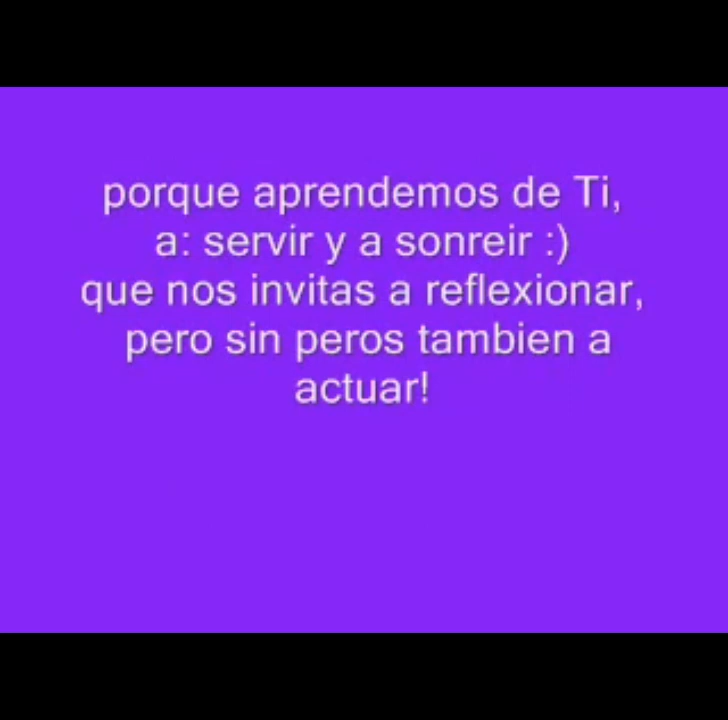 porque aprendemos de Ti,
a: servir y a sonreir :)
que nos invitas a reflexionar,
pero sin peros tambien a
actuar!